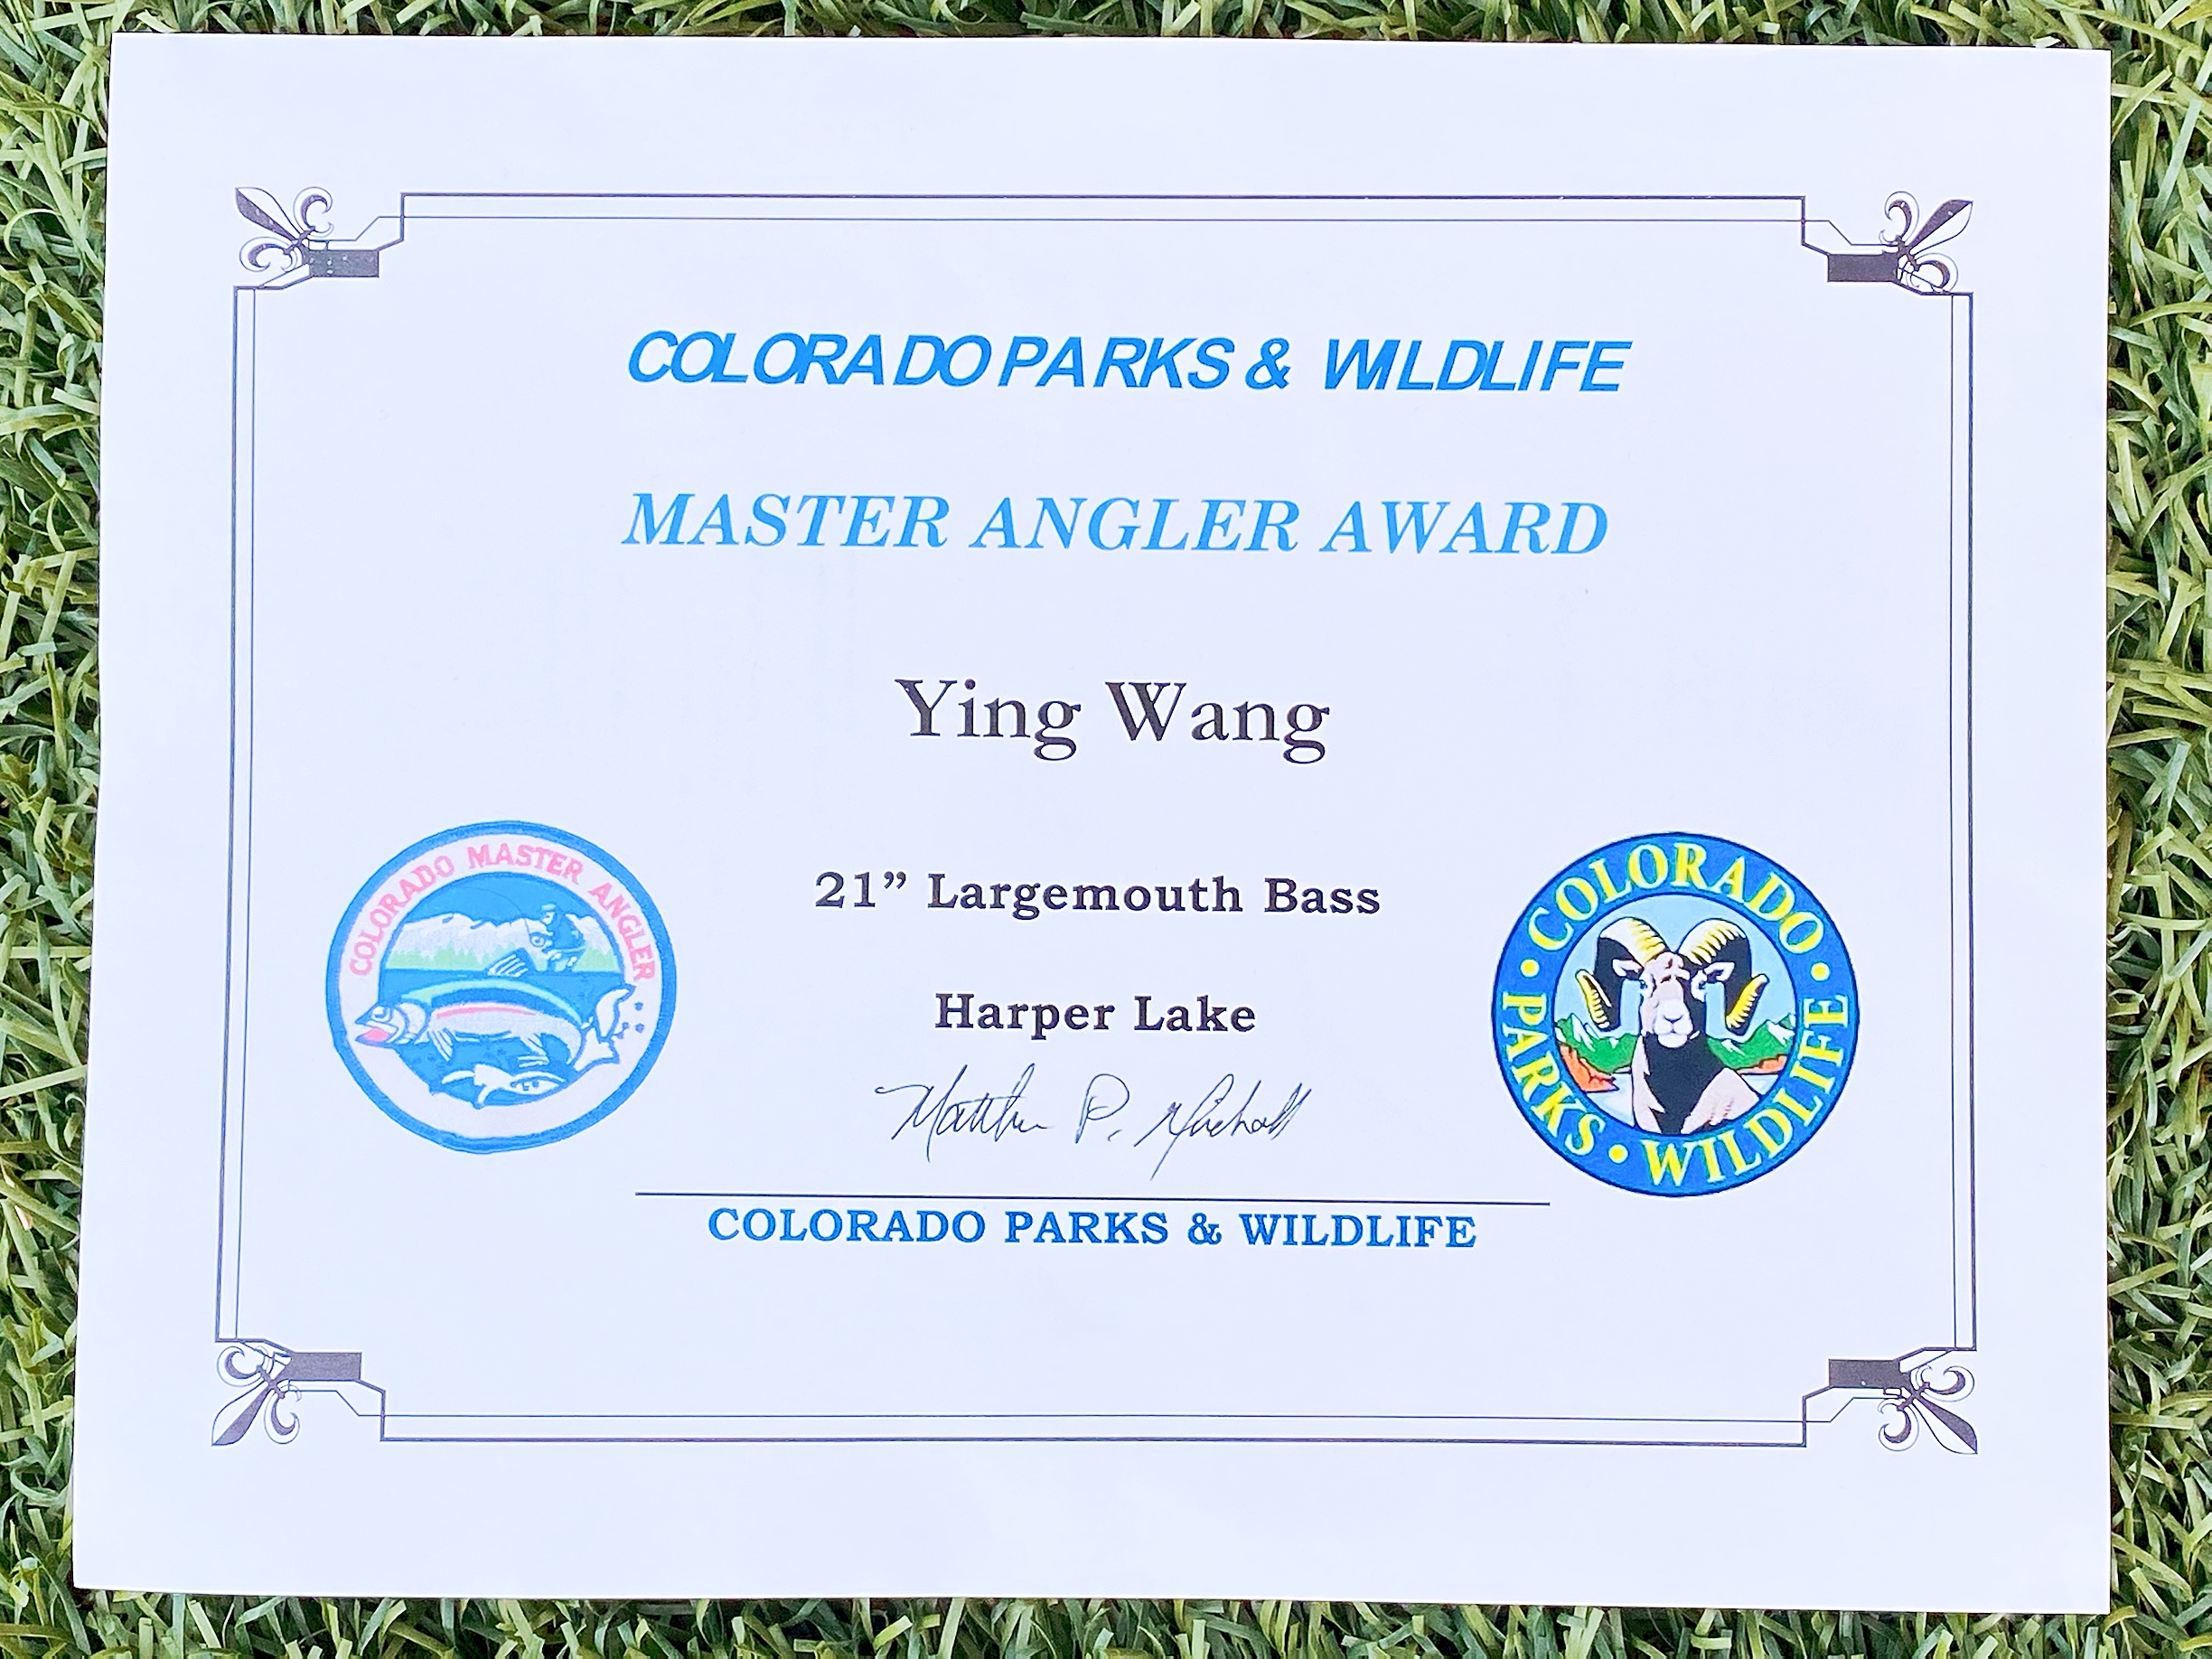 COLORADO PARKS & WILDLIFE
MASTER ANGLER AWARD
Ying Wang
21” Largemouth Bass
Harper Lake
COLORADO MASTER ANGLER
COLORADO • PARKS • WILDLIFE
Matthew P.
COLORADO PARKS & WILDLIFE